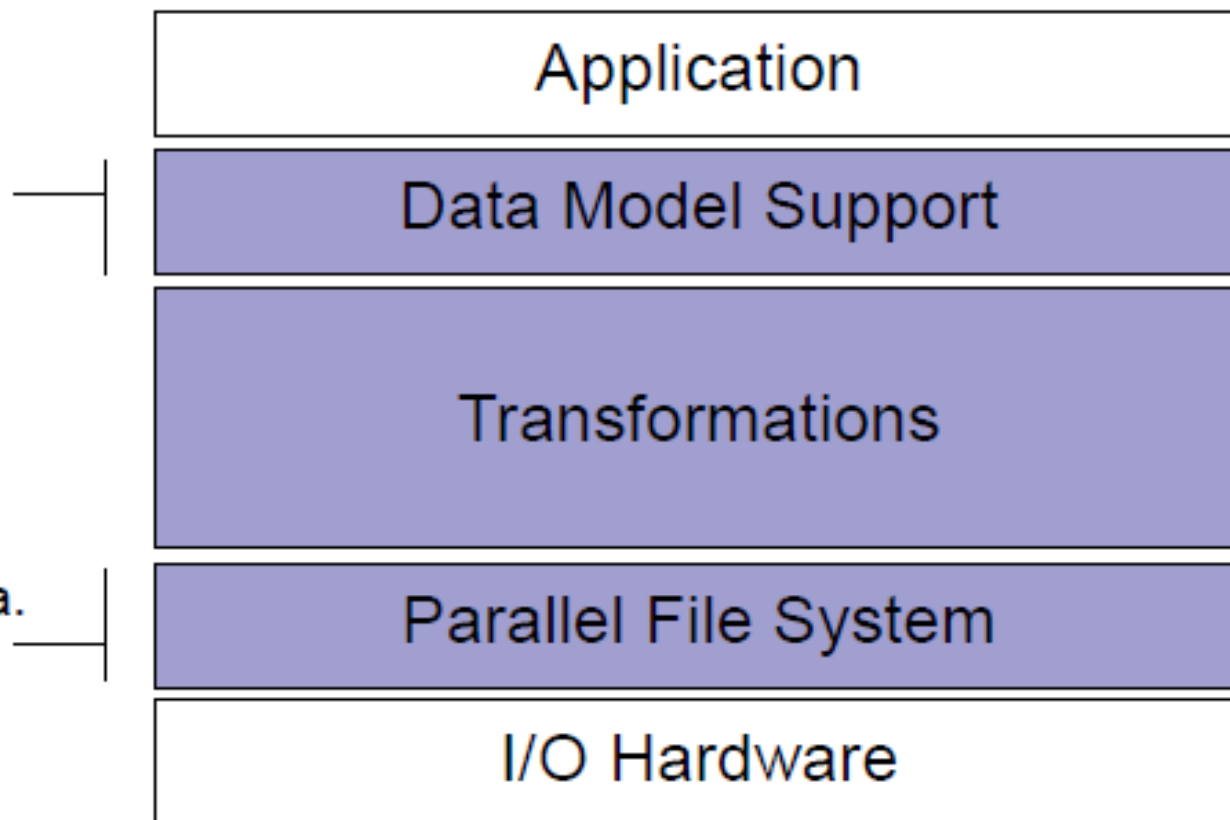 Application
Data Model Support
Transformations
a.
Parallel File System
I/O Hardware